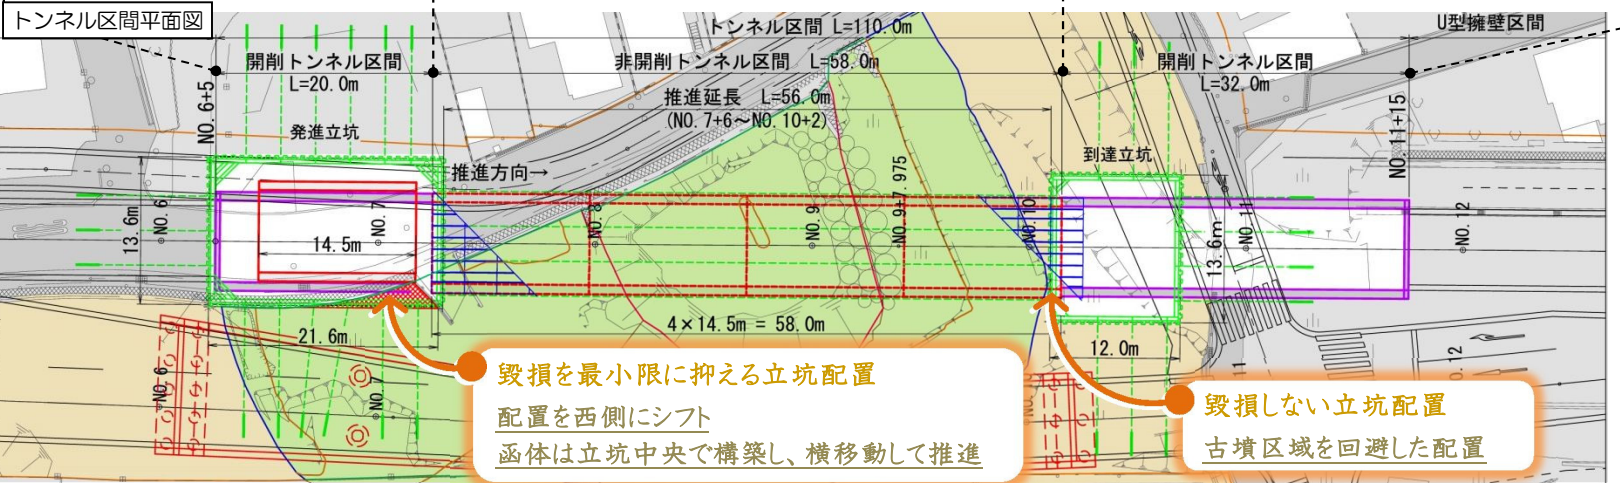 トンネル区間平面図
トンネル区間 L=110.0m
U型擁壁区間
開削トンネル区間
L=20.0m
非開削トンネル区間 L=58.0m
開削トンネル区間
L=32.0m
推進延長 L=56.0m
(NO.7+6～NO.10+2)
NO.6+5
発進立坑
推進方向→
到達立坑
NO.11+15
13.6m
NO.6
14.5m
NO.7
NO.8
NO.9
NO.9+7.975
NO.10
13.6m
NO.11
NO.12
21.6m
4×14.5m = 58.0m
12.0m
NO.6
NO.7
毀損を最小限に抑える立坑配置
配置を西側にシフト
函体は立坑中央で構築し、横移動して推進
毀損しない立坑配置
古墳区域を回避した配置